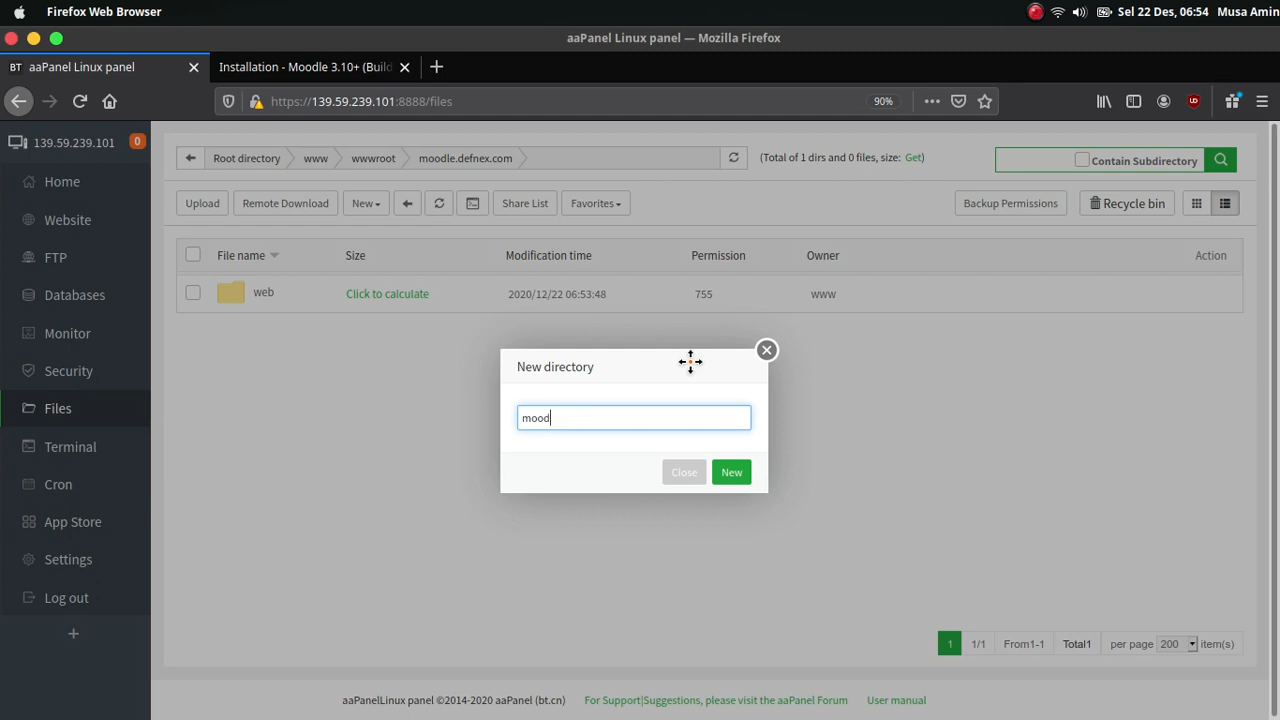 Firefox Web Browser
Sel 22 Des, 06:54 Musa Amin
aaPanel Linux panel — Mozilla Firefox
BT aaPanel Linux panel
Installation - Moodle 3.10+ (Build
https://139.59.239.101:8888/files
90%
139.59.239.101 0
Root directory www wwwroot moodle.defnex.com
(Total of 1 dirs and 0 files, size: Get)
Contain Subdirectory
Home
Website
FTP
Databases
Monitor
Security
Files
Terminal
Cron
App Store
Settings
Log out
Upload Remote Download New Share List Favorites
Backup Permissions Recycle bin
File name Size Modification time Permission Owner Action
web Click to calculate 2020/12/22 06:53:48 755 www
New directory
mood
Close New
1 1/1 From1-1 Total1 per page 200 item(s)
aaPanelLinux panel ©2014-2020 aaPanel (bt.cn) For Support|Suggestions, please visit the aaPanel Forum User manual